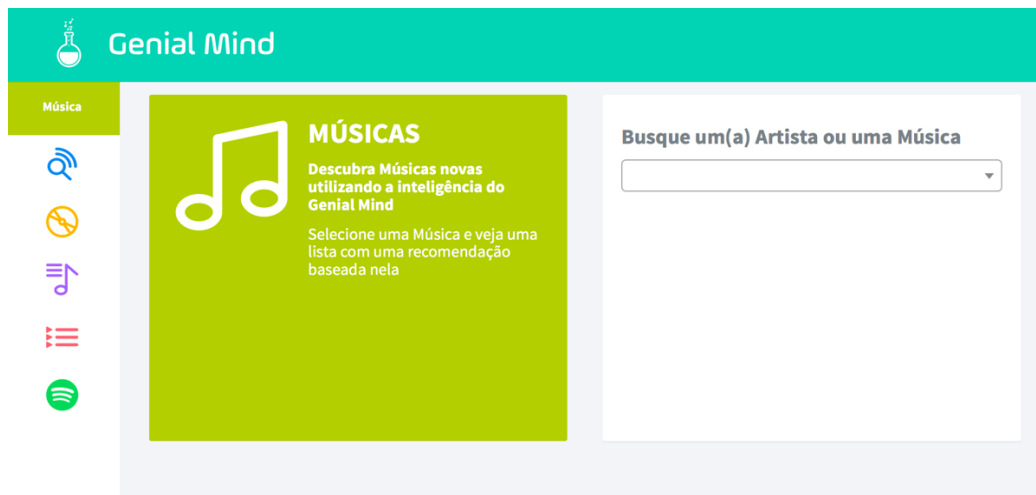 Genial Mind
Música
MÚSICAS
Descubra Músicas novas
utilizando a inteligência do
Genial Mind
Selecione uma Música e veja uma
lista com uma recomendação
baseada nela
Busque um(a) Artista ou uma Música